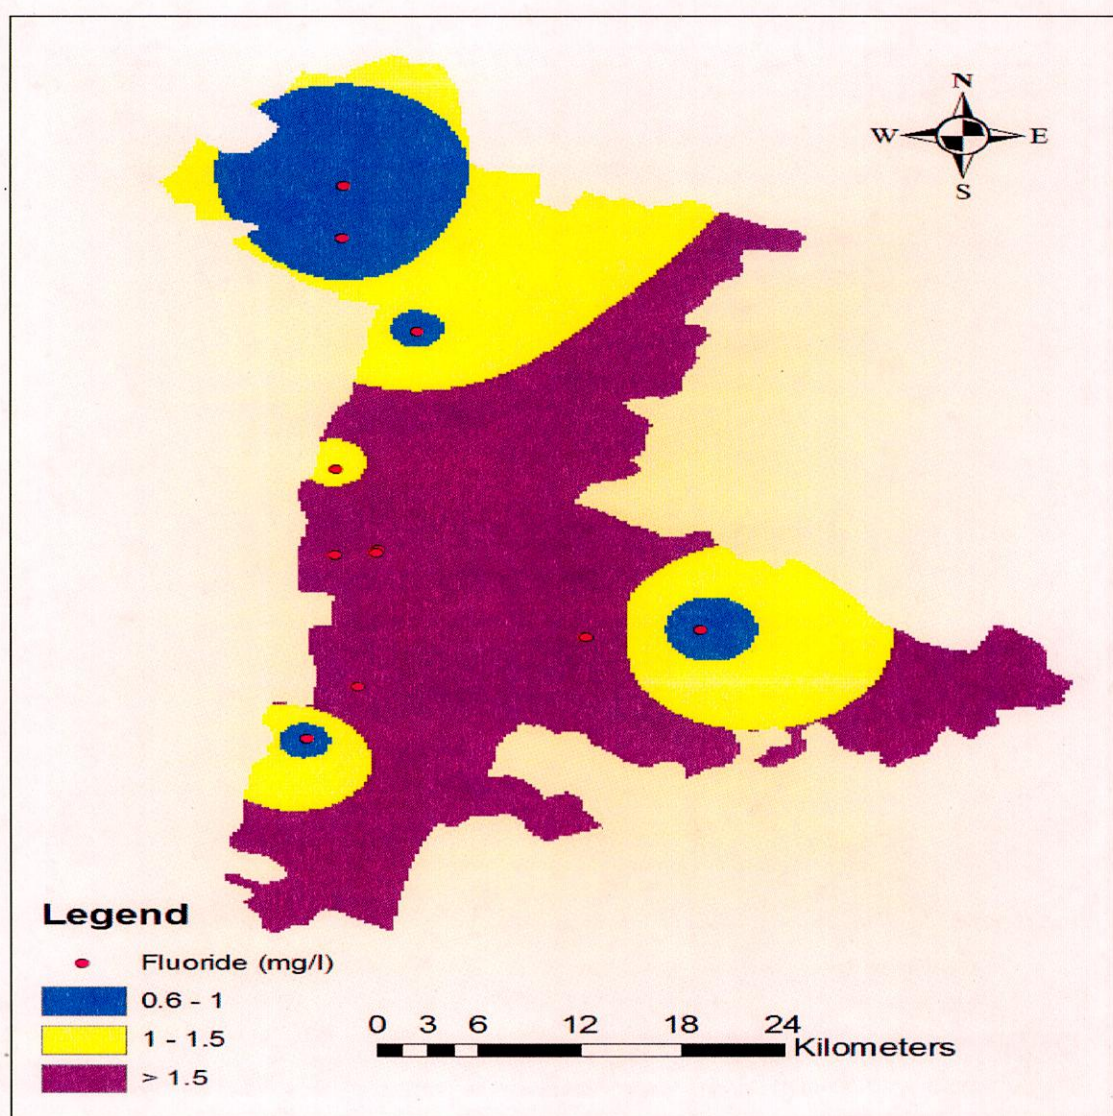 N
W E
S
Legend
Fluoride (mg/l)
0.6 - 1
1 - 1.5
> 1.5
0 3 6 12 18 24
Kilometers